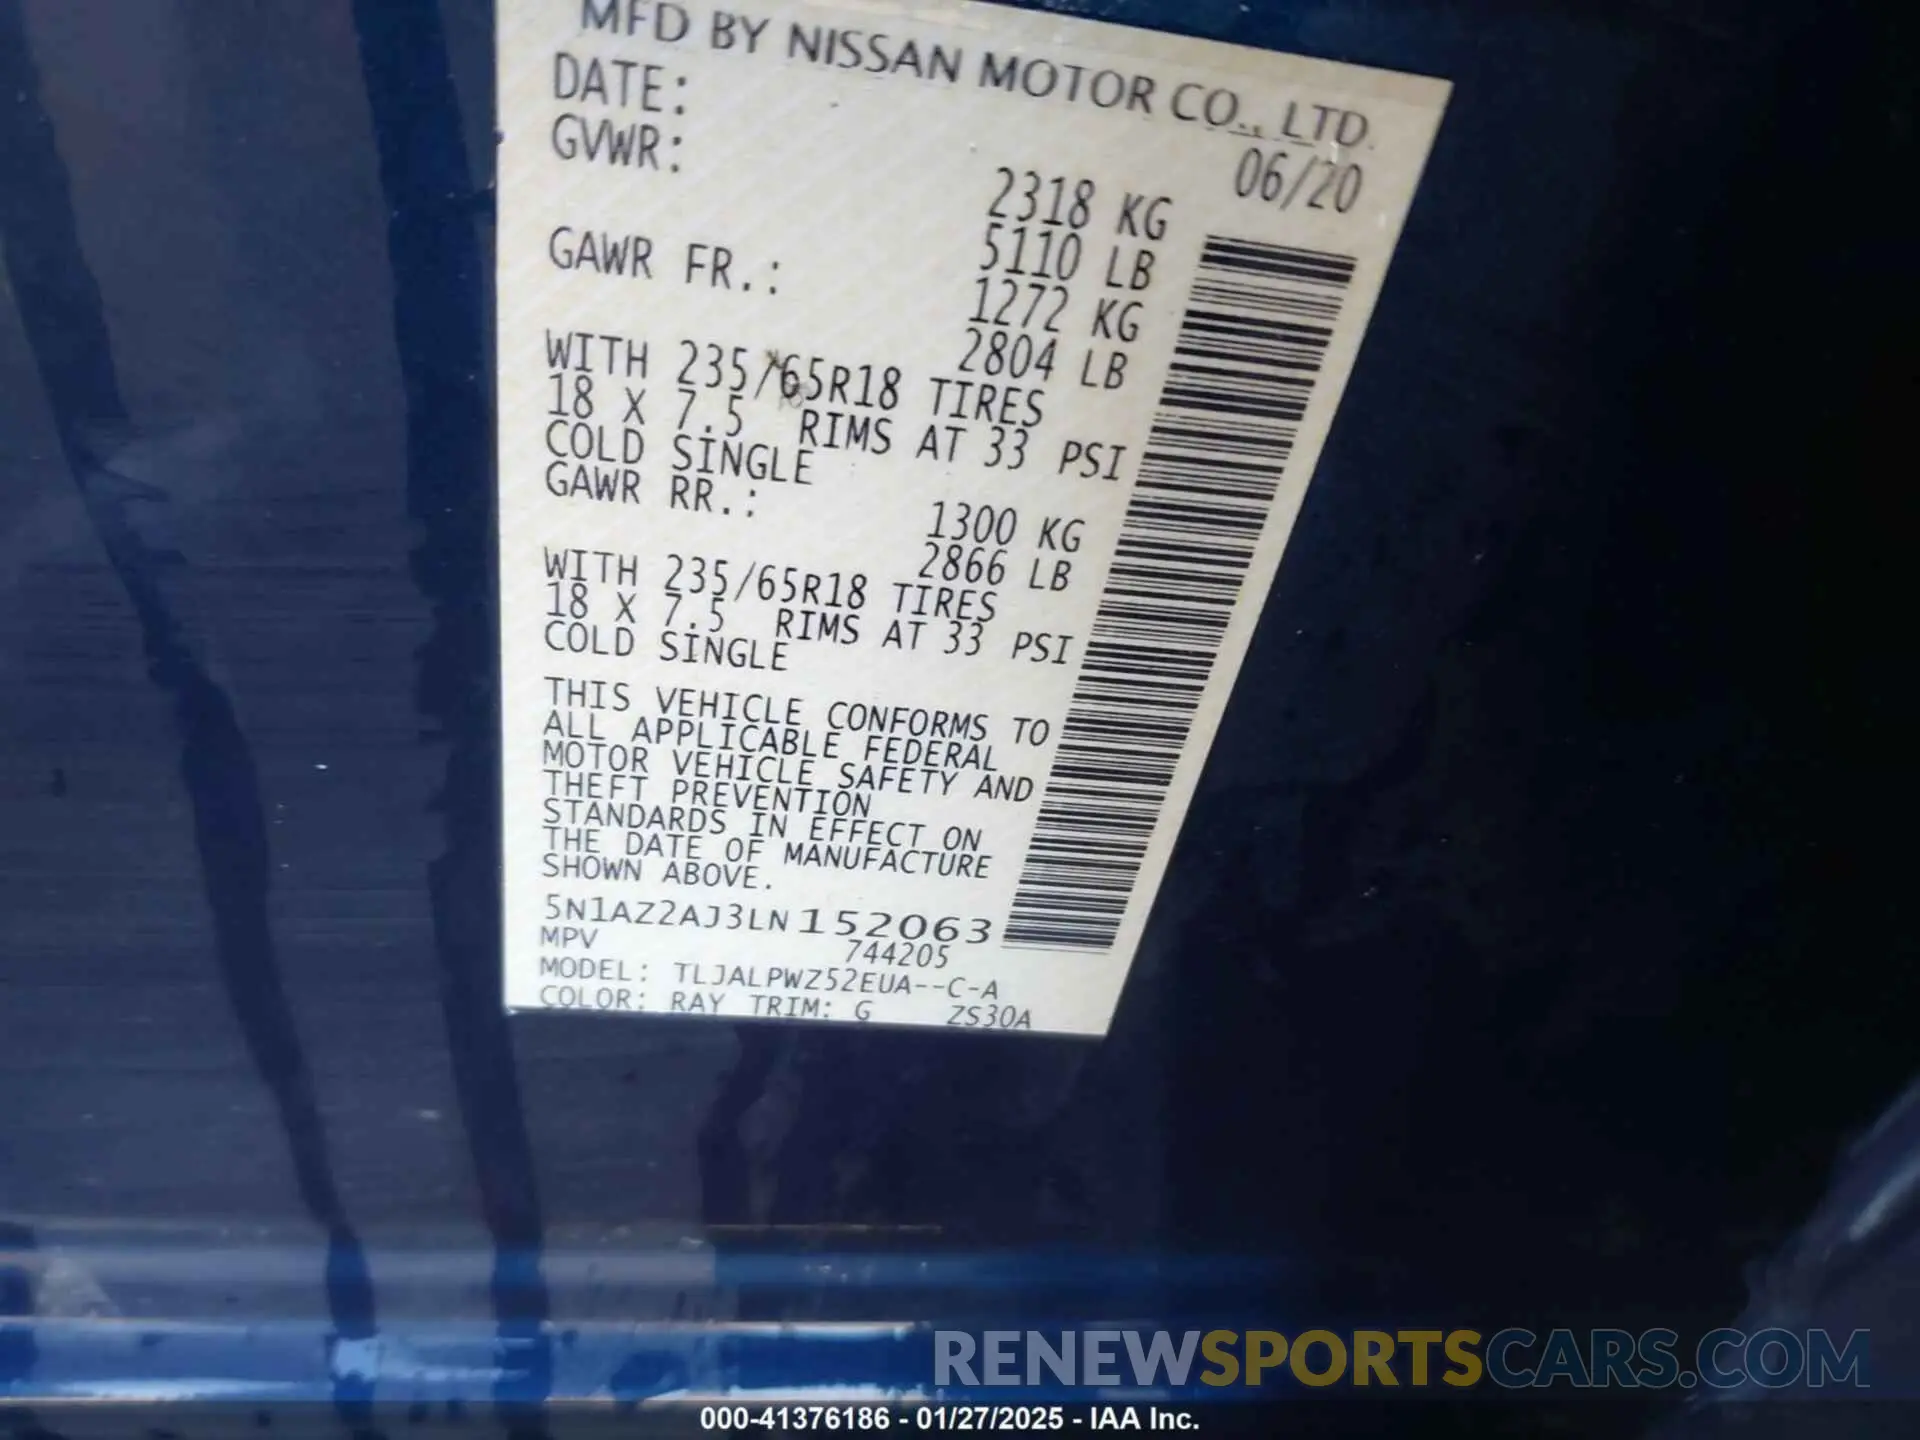 MFD BY NISSAN MOTOR CO., LTD.
DATE: 06/20
GVWR: 2318 KG
5110 LB
GAWR FR.: 1272 KG
2804 LB
WITH 235/65R18 TIRES
18 X 7.5 RIMS AT 33 PSI
COLD SINGLE
GAWR RR.: 1300 KG
2866 LB
WITH 235/65R18 TIRES
18 X 7.5 RIMS AT 33 PSI
COLD SINGLE
THIS VEHICLE CONFORMS TO
ALL APPLICABLE FEDERAL
MOTOR VEHICLE SAFETY AND
THEFT PREVENTION
STANDARDS IN EFFECT ON
THE DATE OF MANUFACTURE
SHOWN ABOVE.
5N1AZ2AJ3LN152063
MPV 744205
MODEL: TLJALPWZ52EUA--C-A
COLOR: RAY TRIM: G ZS30A
RENEWSPORTSCARS.COM
000-41376186 - 01/27/2025 - IAA Inc.